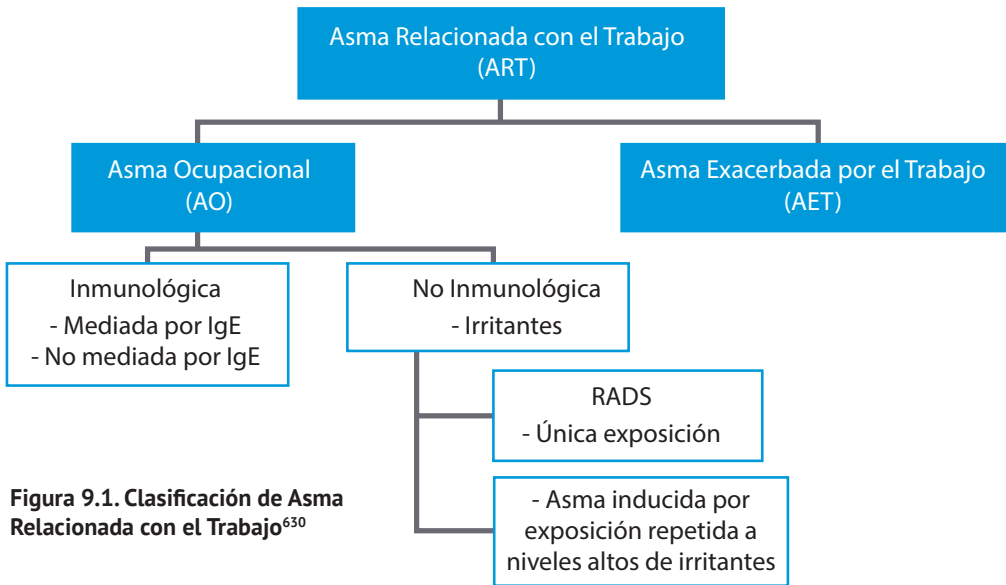 Asma Relacionada con el Trabajo
(ART)
Asma Ocupacional
(AO)
Asma Exacerbada por el Trabajo
(AET)
Inmunológica
- Mediada por IgE
- No mediada por IgE
No Inmunológica
- Irritantes
RADS
- Única exposición
- Asma inducida por
exposición repetida a
niveles altos de irritantes
Figura 9.1. Clasificación de Asma
Relacionada con el Trabajo⁶³⁰